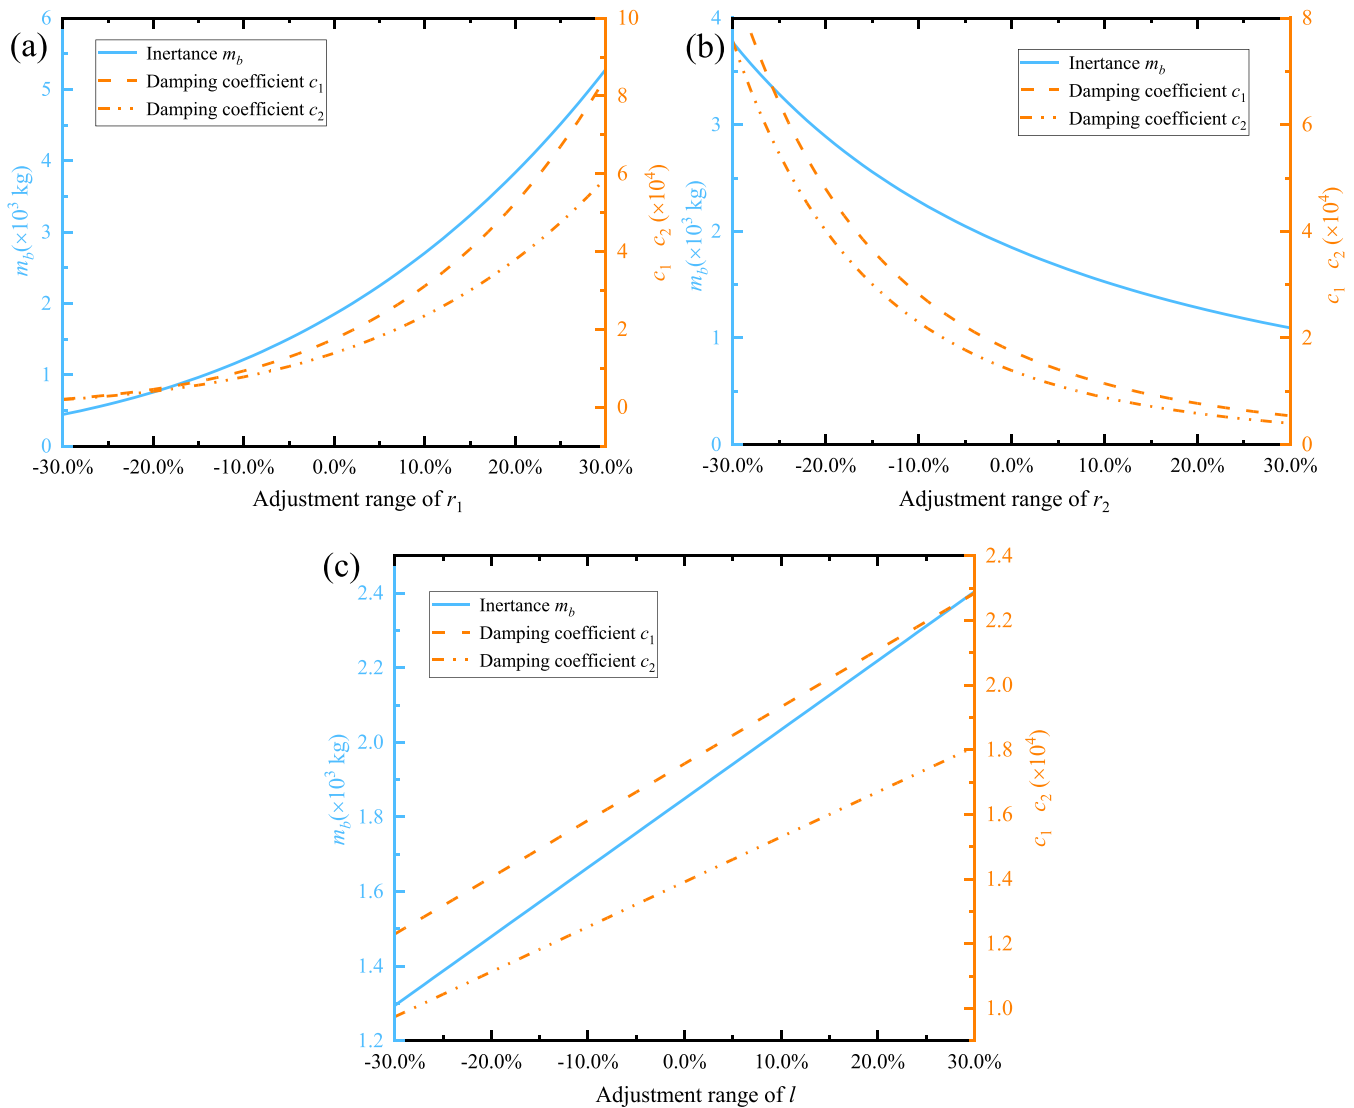 (a)
Inertance m_b
Damping coefficient c_1
Damping coefficient c_2
6
5
4
3
2
1
0
m_b(×10^3 kg)
10
8
6
4
2
0
c_1 c_2 (×10^4)
-30.0% -20.0% -10.0% 0.0% 10.0% 20.0% 30.0%
Adjustment range of r_1
(b)
Inertance m_b
Damping coefficient c_1
Damping coefficient c_2
4
3
2
1
0
m_b(×10^3 kg)
8
6
4
2
0
c_1 c_2 (×10^4)
-30.0% -20.0% -10.0% 0.0% 10.0% 20.0% 30.0%
Adjustment range of r_2
(c)
Inertance m_b
Damping coefficient c_1
Damping coefficient c_2
2.4
2.2
2.0
1.8
1.6
1.4
1.2
m_b(×10^3 kg)
2.4
2.2
2.0
1.8
1.6
1.4
1.2
1.0
c_1 c_2 (×10^4)
-30.0% -20.0% -10.0% 0.0% 10.0% 20.0% 30.0%
Adjustment range of l